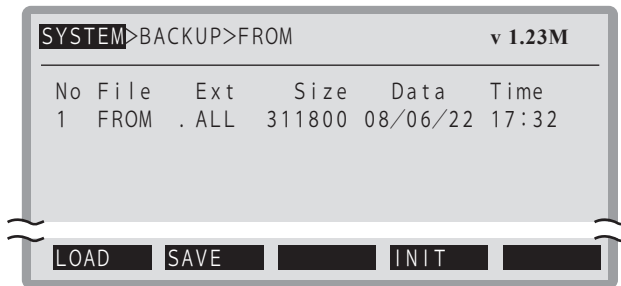 SYSTEM>BACKUP>FROM v 1.23M
No File Ext Size Data Time
1 FROM .ALL 311800 08/06/22 17:32
LOAD SAVE INIT